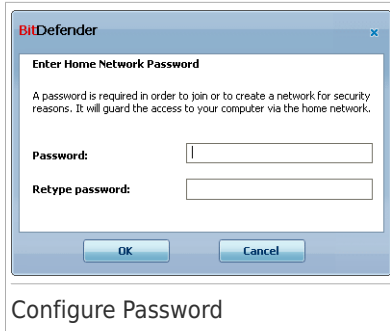 BitDefender
Enter Home Network Password
A password is required in order to join or to create a network for security
reasons. It will guard the access to your computer via the home network.
Password:
Retype password:
OK Cancel
Configure Password